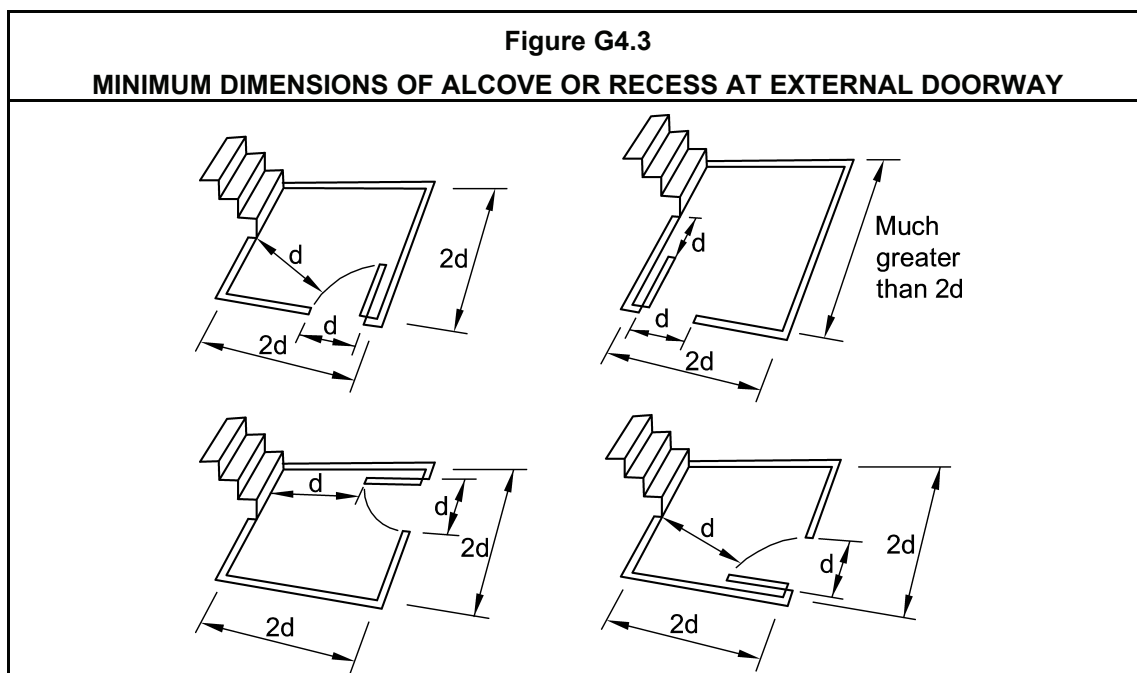 Figure G4.3
MINIMUM DIMENSIONS OF ALCOVE OR RECESS AT EXTERNAL DOORWAY
d
2d
d
2d
d
Much
greater
than 2d
d
2d
d
d
2d
2d
d
2d
d
2d